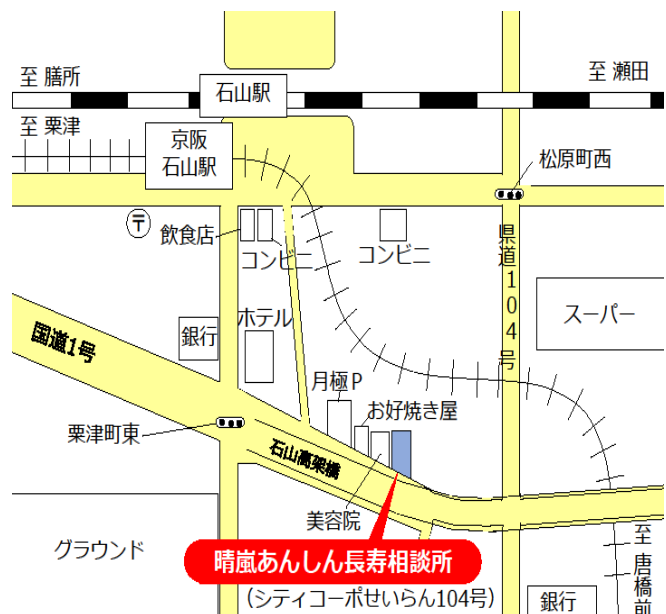 至 膳所
石山駅
至 瀬田
至 粟津
京阪
石山駅
松原町西
〒
飲食店
コンビニ
コンビニ
県道104号
スーパー
国道1号
銀行
ホテル
月極P
お好焼き屋
粟津町東
石山高架橋
美容院
グラウンド
晴嵐あんしん長寿相談所
(シティコーポせいらん104号)
銀行
至 唐橋前